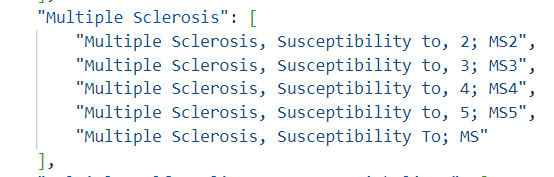 "Multiple Sclerosis": [
"Multiple Sclerosis, Susceptibility to, 2; MS2",
"Multiple Sclerosis, Susceptibility to, 3; MS3",
"Multiple Sclerosis, Susceptibility to, 4; MS4",
"Multiple Sclerosis, Susceptibility to, 5; MS5",
"Multiple Sclerosis, Susceptibility To; MS"
],